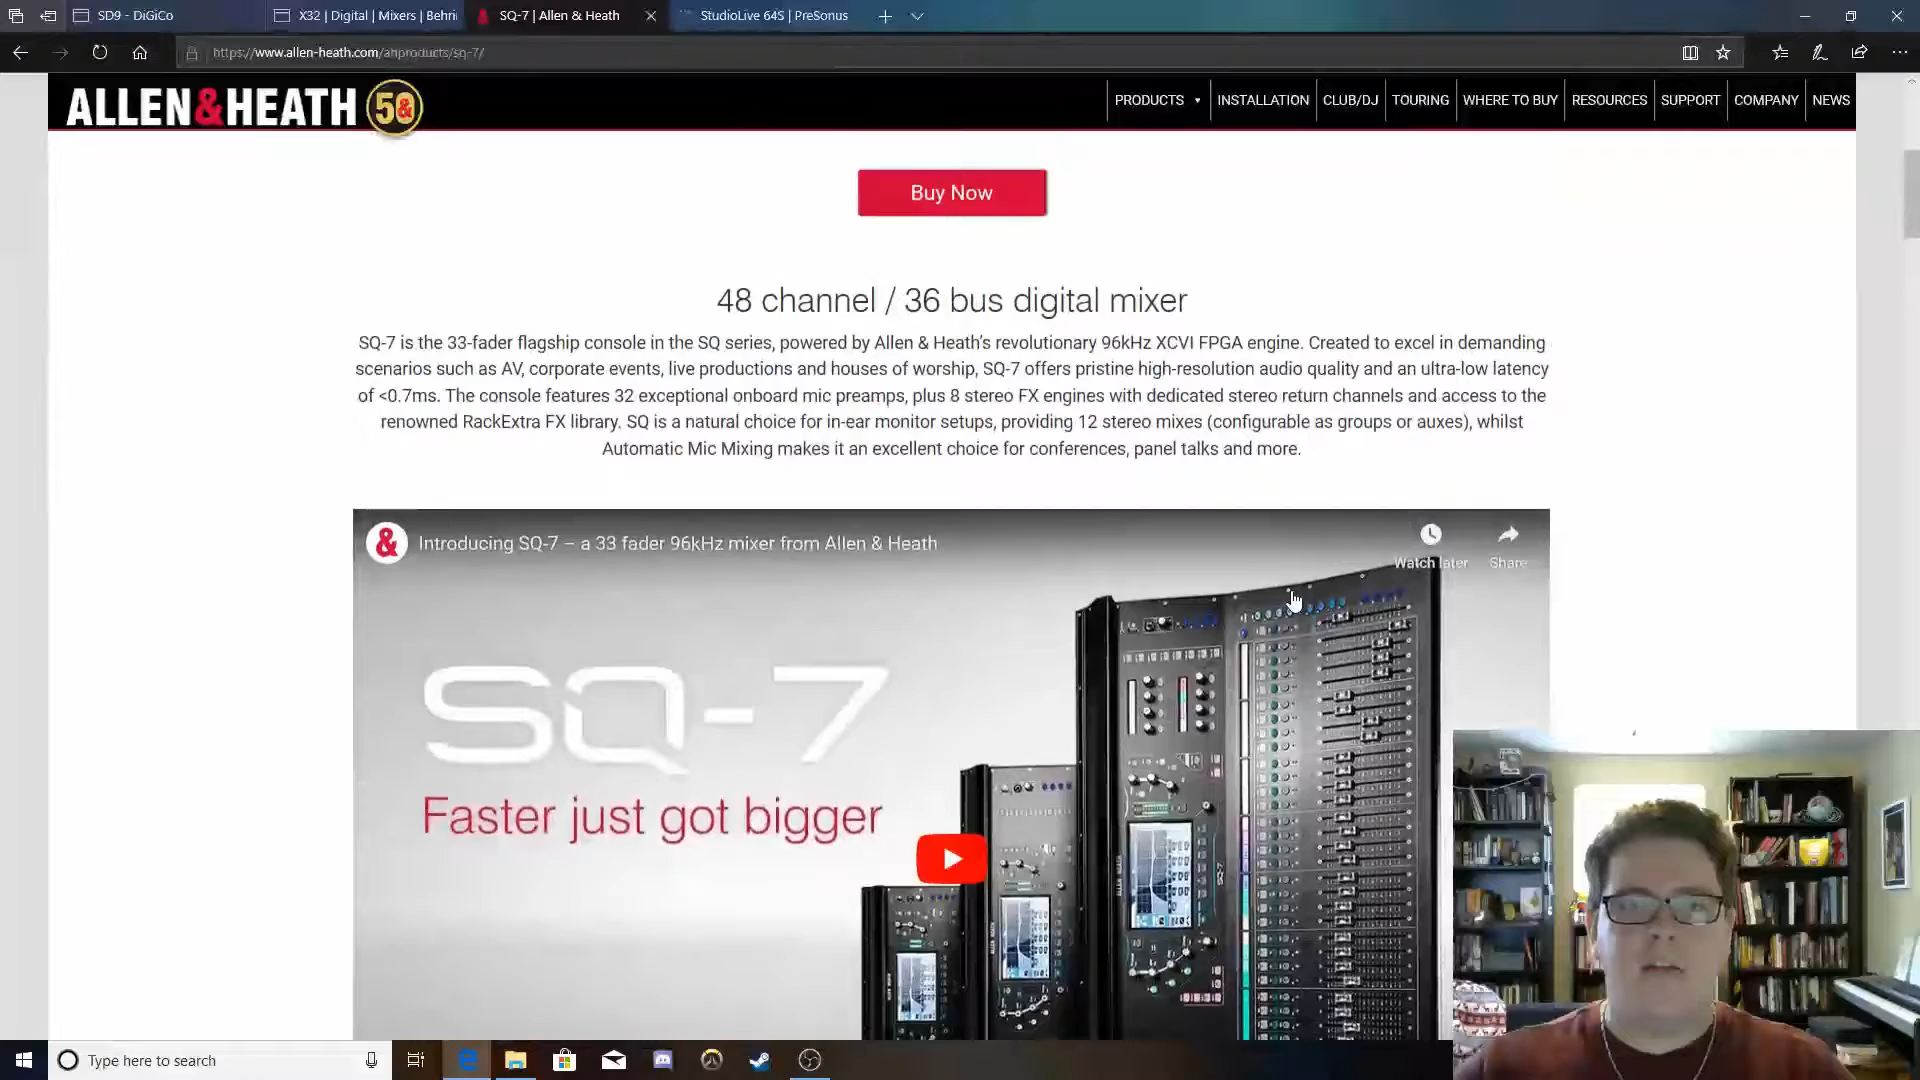 SD9 - DiGiCo
X32 | Digital | Mixers | Behri
SQ-7 | Allen & Heath
StudioLive 64S | PreSonus
https://www.allen-heath.com/ahproducts/sq-7/
ALLEN&HEATH 50
PRODUCTS
INSTALLATION
CLUB/DJ
TOURING
WHERE TO BUY
RESOURCES
SUPPORT
COMPANY
NEWS
Buy Now
48 channel / 36 bus digital mixer
SQ-7 is the 33-fader flagship console in the SQ series, powered by Allen & Heath's revolutionary 96kHz XCVI FPGA engine. Created to excel in demanding
scenarios such as AV, corporate events, live productions and houses of worship, SQ-7 offers pristine high-resolution audio quality and an ultra-low latency
of <0.7ms. The console features 32 exceptional onboard mic preamps, plus 8 stereo FX engines with dedicated stereo return channels and access to the
renowned RackExtra FX library. SQ is a natural choice for in-ear monitor setups, providing 12 stereo mixes (configurable as groups or auxes), whilst
Automatic Mic Mixing makes it an excellent choice for conferences, panel talks and more.
& Introducing SQ-7 – a 33 fader 96kHz mixer from Allen & Heath
Watch later
Share
SQ-7
Faster just got bigger
Type here to search